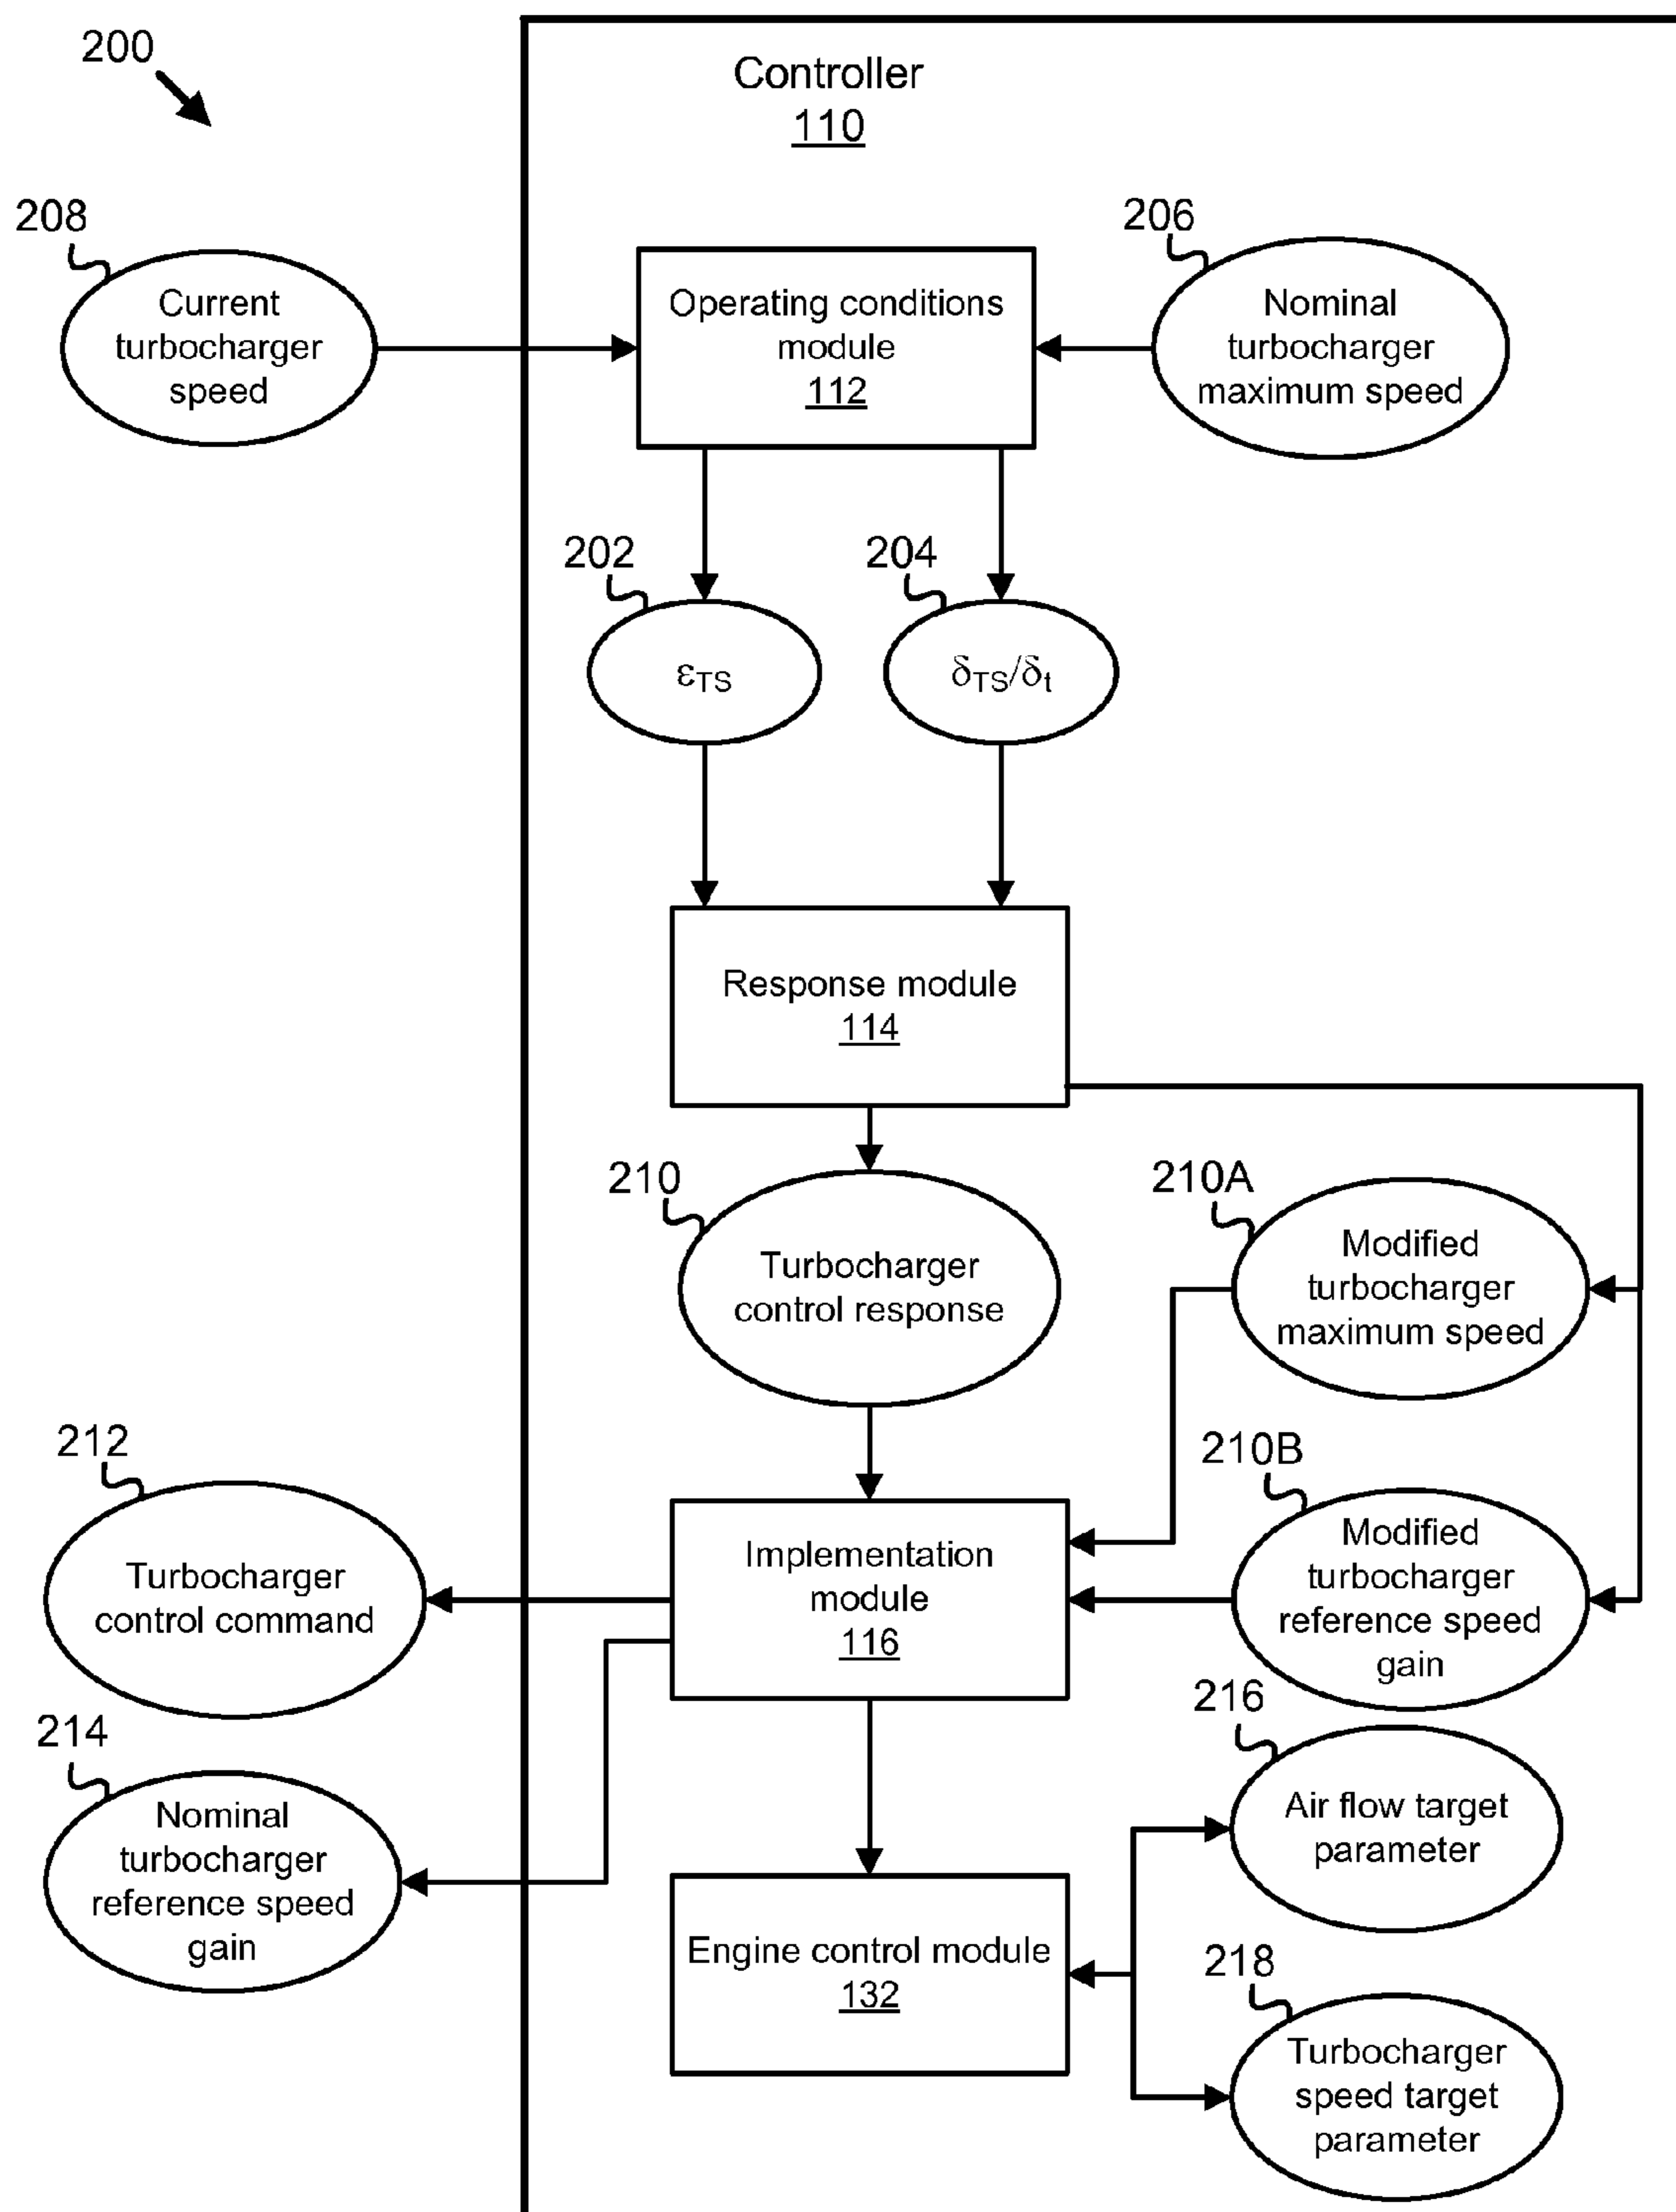 200
Controller
110
208
Current
turbocharger
speed
Operating conditions
module
112
206
Nominal
turbocharger
maximum speed
202
εTS
204
δTS/δt
Response module
114
210
Turbocharger
control response
210A
Modified
turbocharger
maximum speed
212
Turbocharger
control command
Implementation
module
116
210B
Modified
turbocharger
reference speed
gain
214
Nominal
turbocharger
reference speed
gain
216
Air flow target
parameter
Engine control module
132
218
Turbocharger
speed target
parameter